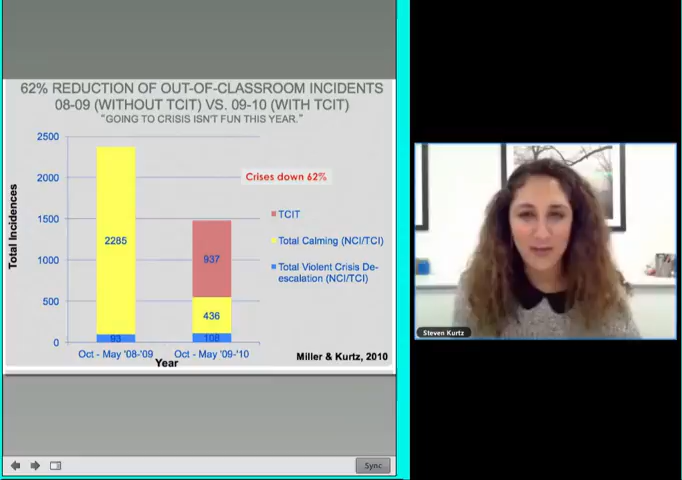 62% REDUCTION OF OUT-OF-CLASSROOM INCIDENTS
08-09 (WITHOUT TCIT) VS. 09-10 (WITH TCIT)
"GOING TO CRISIS ISN'T FUN THIS YEAR."
Total Incidences
2500
2000
1500
1000
500
0
2285
93
937
436
108
Crises down 62%
TCIT
Total Calming (NCI/TCI)
Total Violent Crisis De-
escalation (NCI/TCI)
Oct - May '08-'09
Oct - May '09-'10
Year
Miller & Kurtz, 2010
Sync
Steven Kurtz